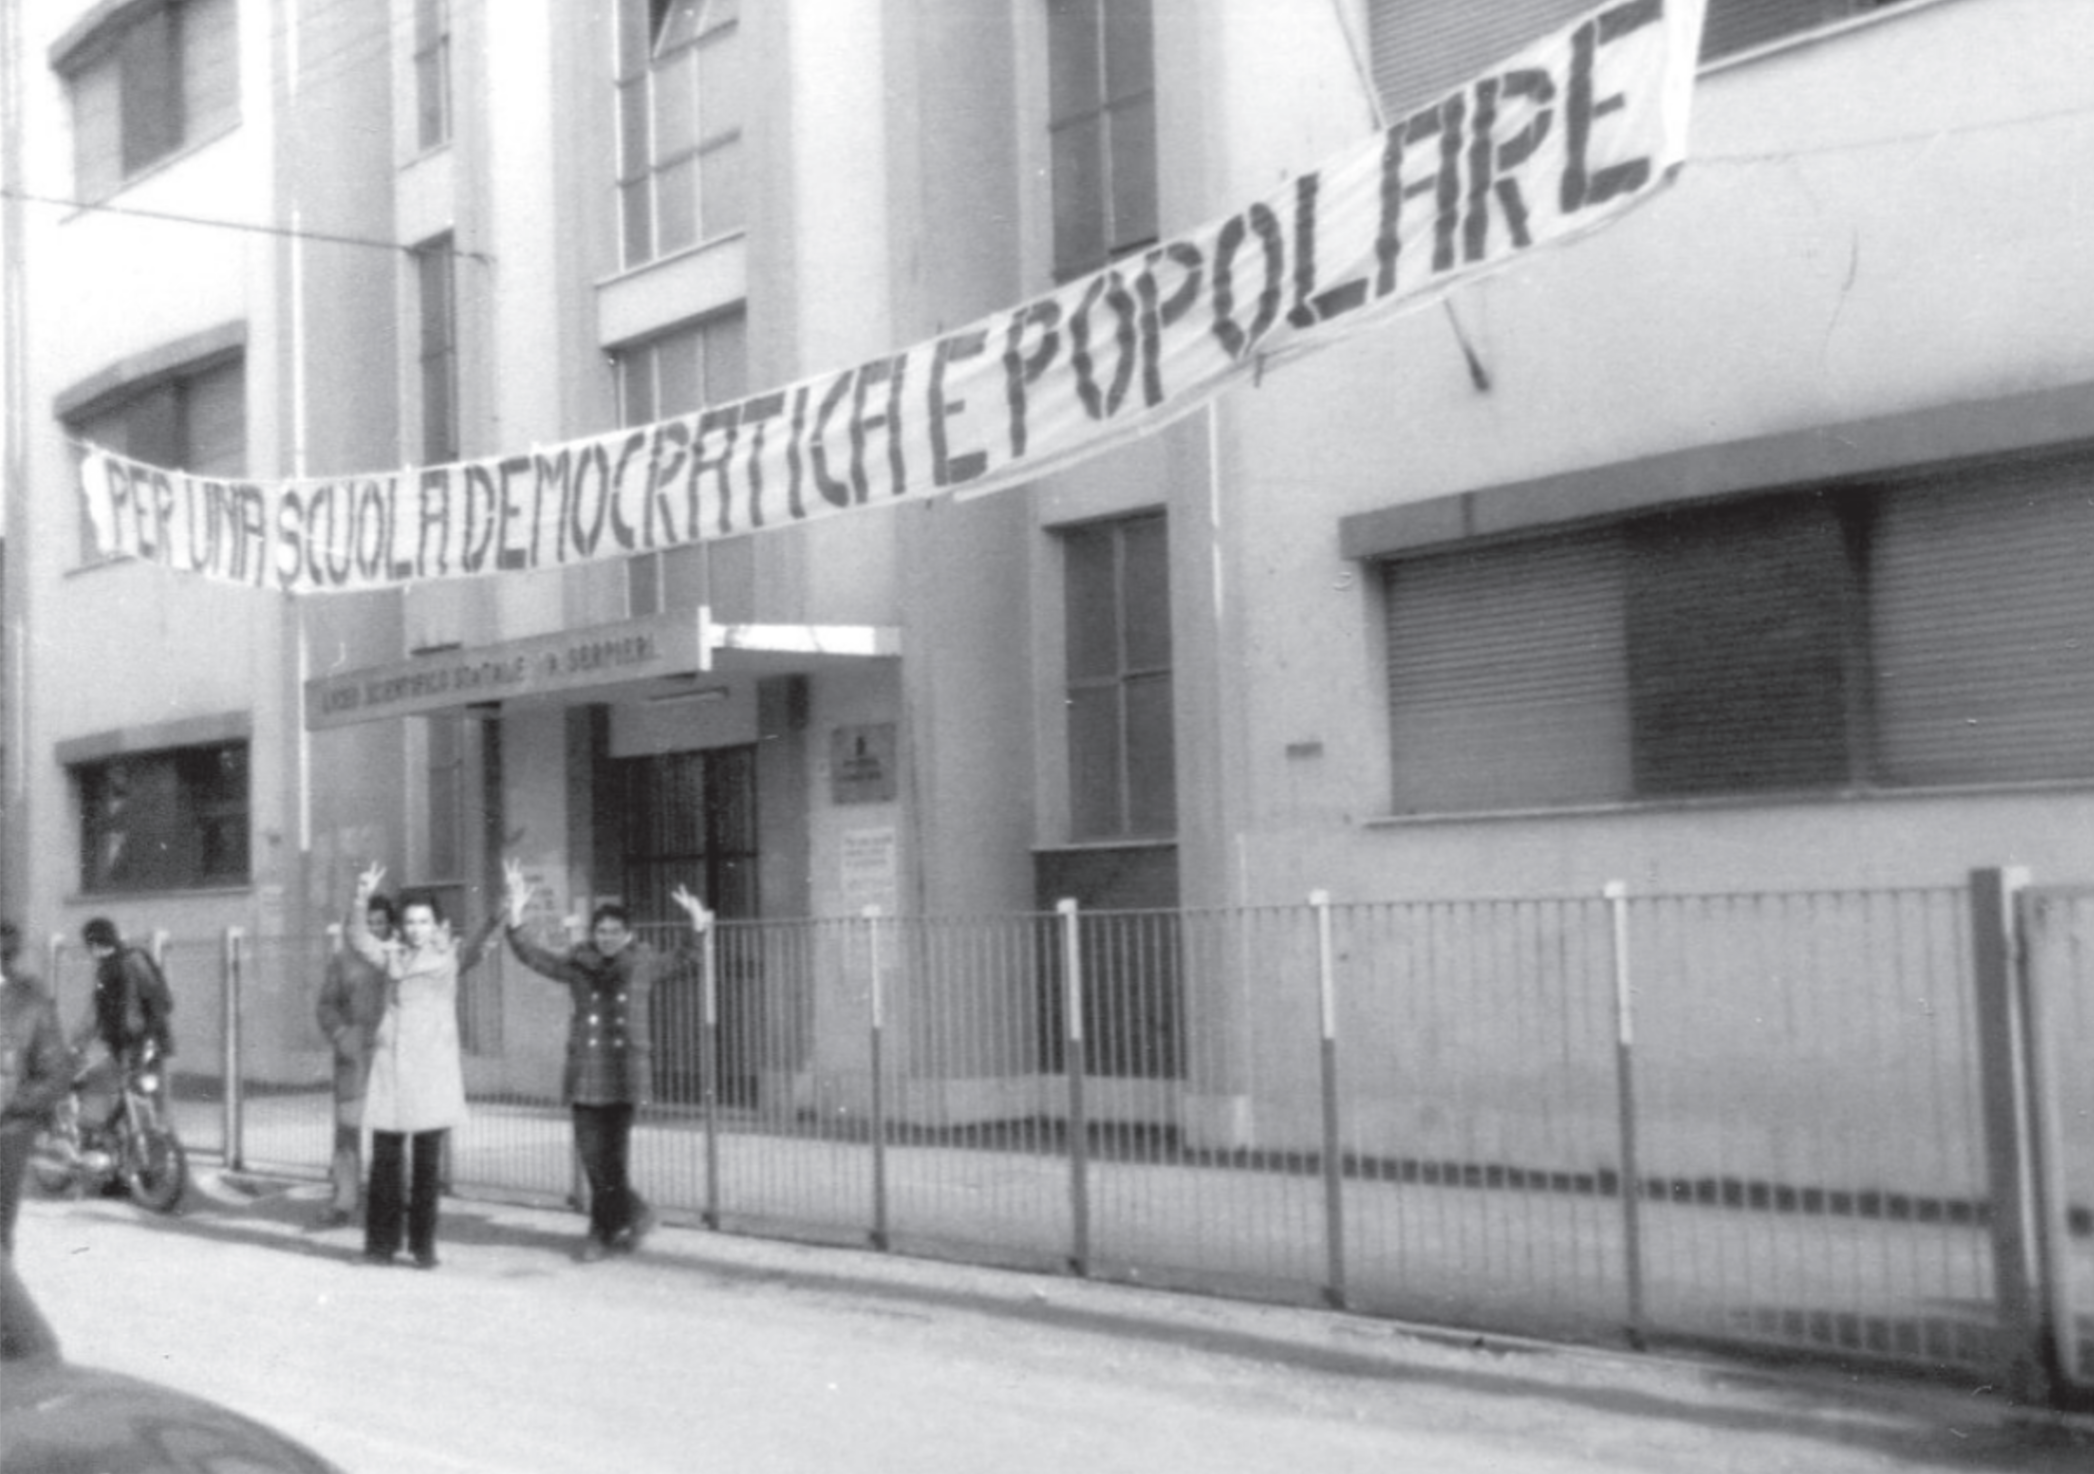 PER UNA SCUOLA DEMOCRATICA E POPOLARE
LICEO SCIENTIFICO STATALE "A. SERPIERI"